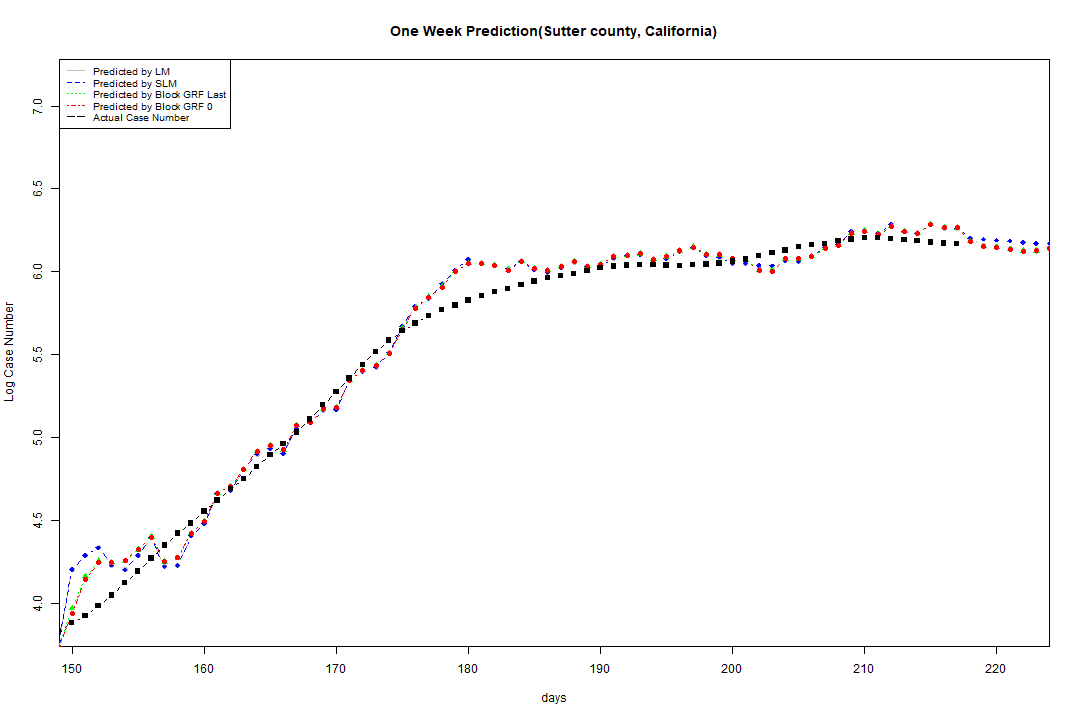 One Week Prediction(Sutter county, California)
Predicted by LM
Predicted by SLM
Predicted by Block GRF Last
Predicted by Block GRF 0
Actual Case Number
7.0
6.5
6.0
5.5
5.0
4.5
4.0
Log Case Number
150 160 170 180 190 200 210 220
days